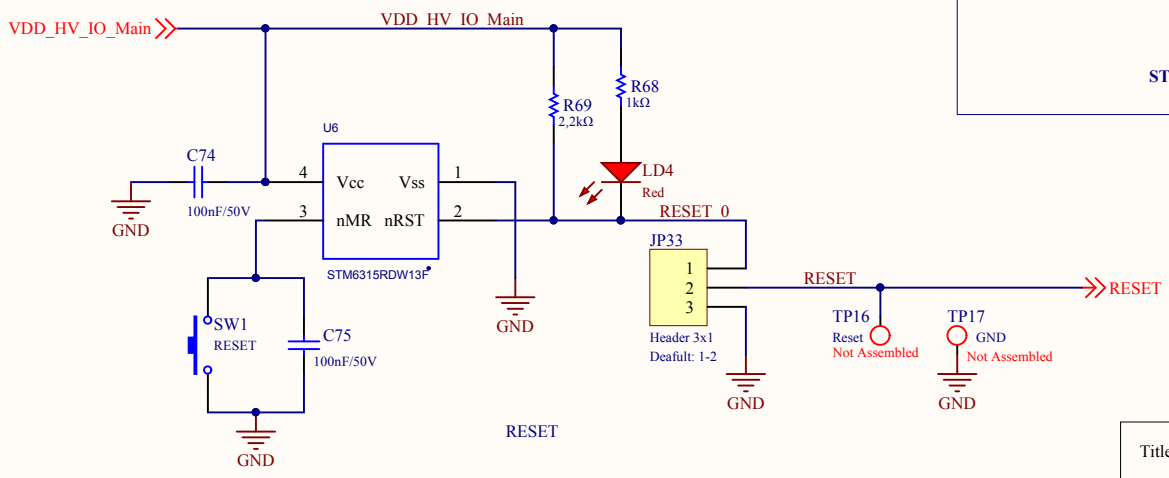 VDD_HV_IO_Main
VDD_HV_IO_Main
ST
R68
1kΩ
R69
2,2kΩ
U6
C74
100nF/50V
GND
4
Vcc
Vss
1
3
nMR
nRST
2
STM6315RDW13F
LD4
Red
RESET_0
JP33
1
2
3
Header 3x1
Deafult: 1-2
GND
RESET
RESET
TP16
Reset
Not Assembled
TP17
GND
Not Assembled
GND
GND
SW1
RESET
C75
100nF/50V
GND
RESET
Title